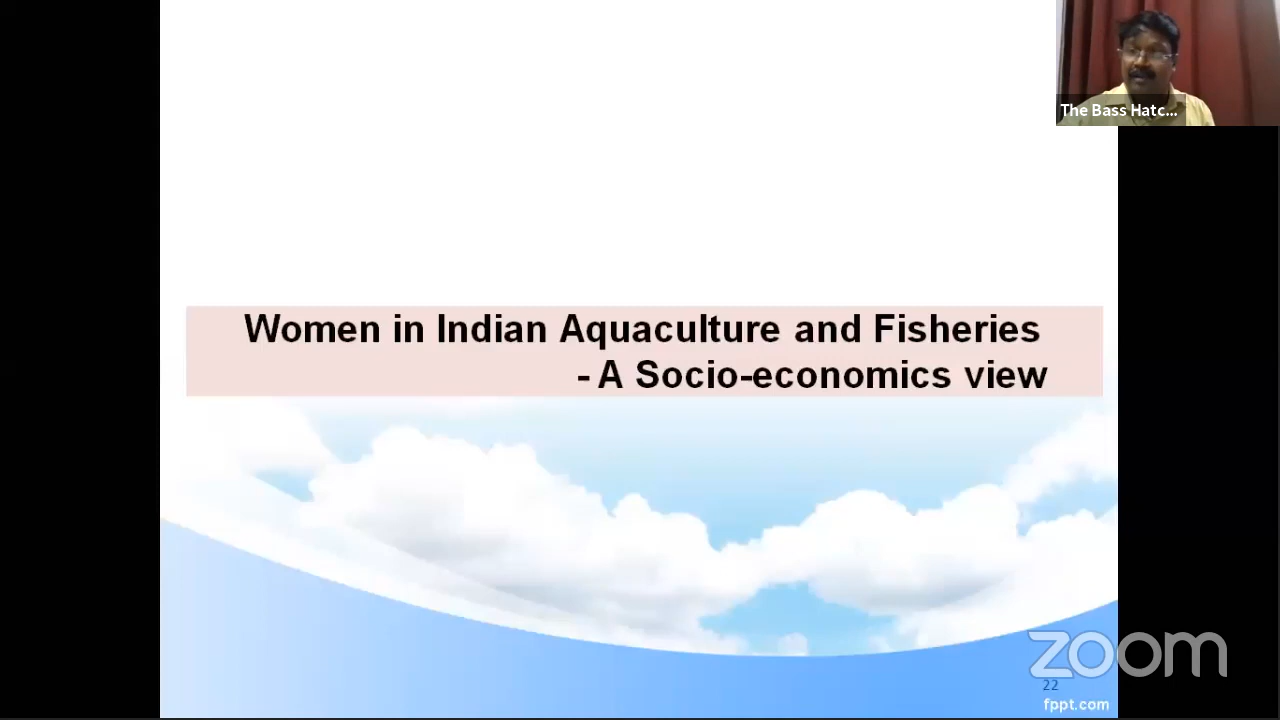 The Bass Hatc...
Women in Indian Aquaculture and Fisheries
- A Socio-economics view
zoom
22
fppt.com